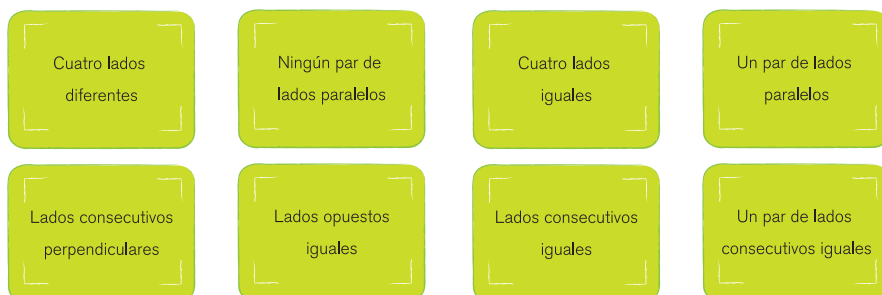 Cuatro lados
diferentes
Ningún par de
lados paralelos
Cuatro lados
iguales
Un par de lados
paralelos
Lados consecutivos
perpendiculares
Lados opuestos
iguales
Lados consecutivos
iguales
Un par de lados
consecutivos iguales